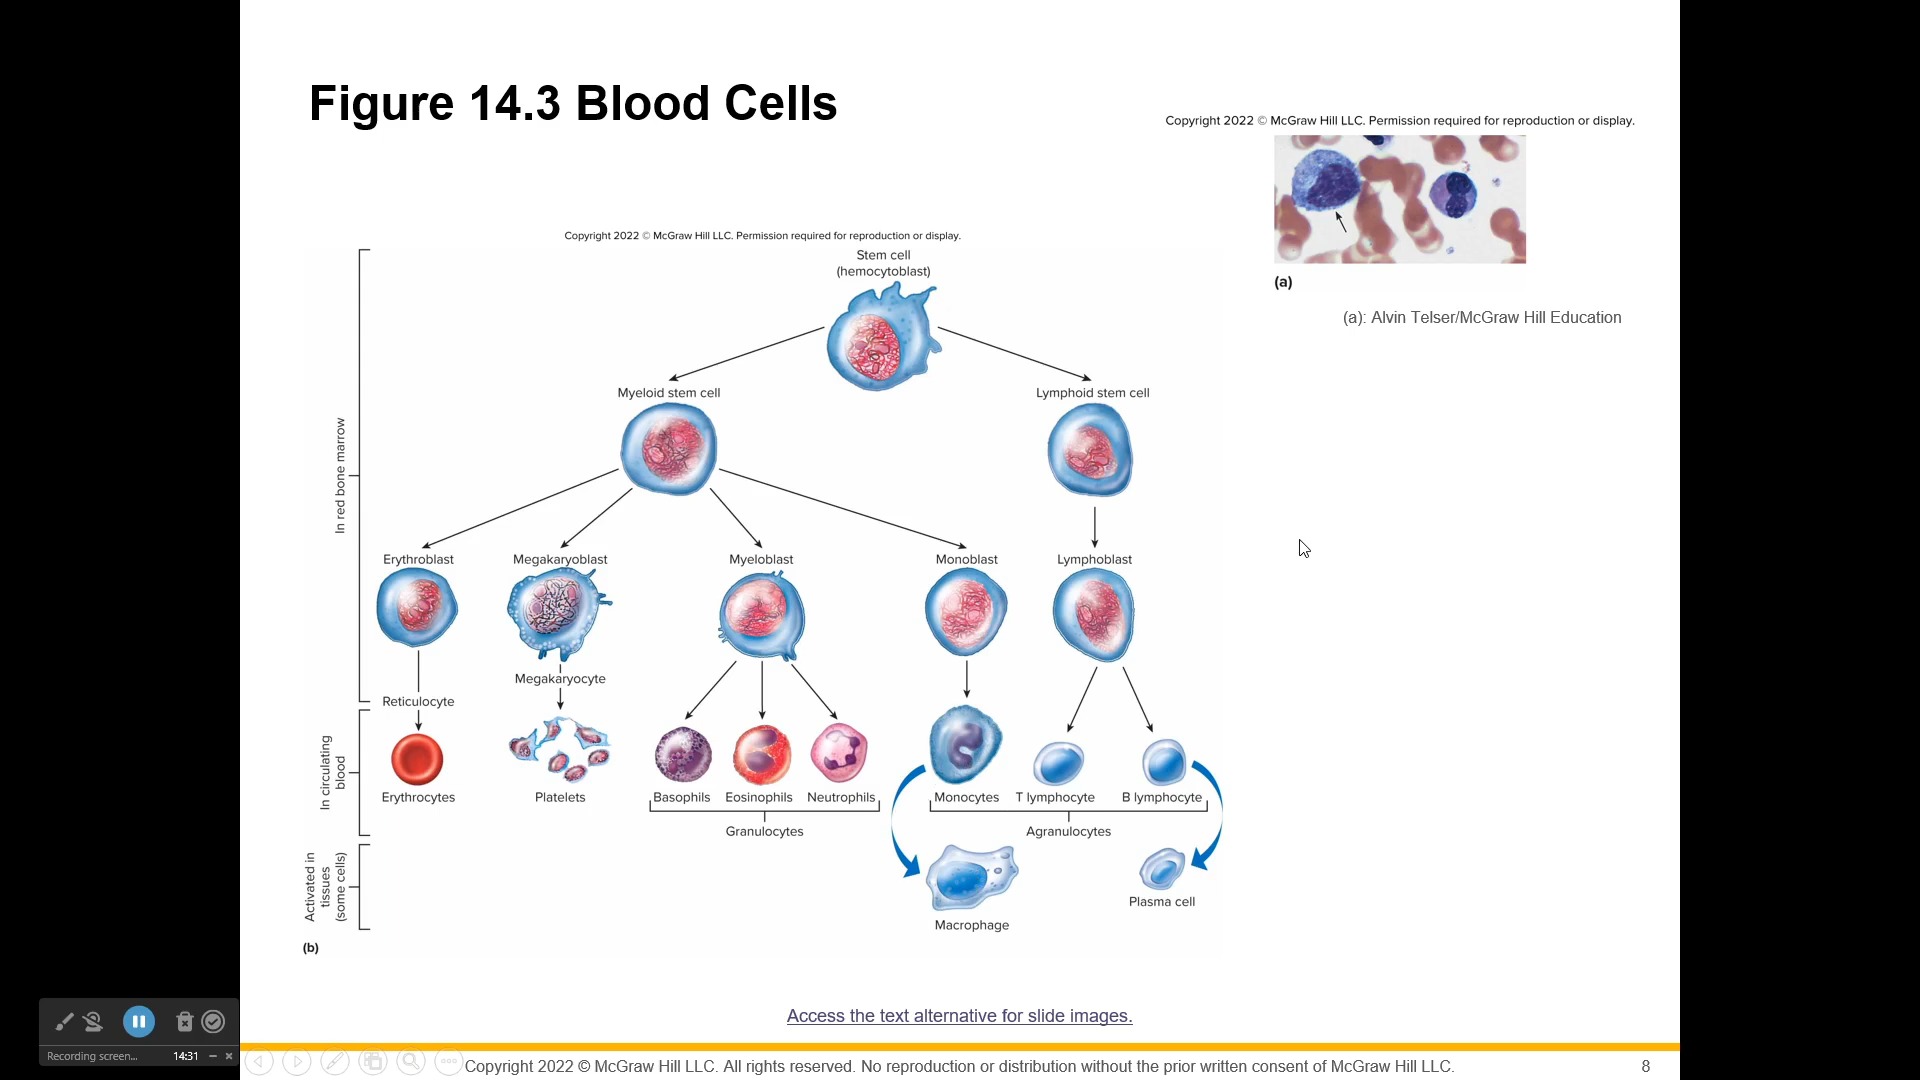 Figure 14.3 Blood Cells
Copyright 2022 © McGraw Hill LLC. Permission required for reproduction or display.
(a)
(a): Alvin Telser/McGraw Hill Education
Copyright 2022 © McGraw Hill LLC. Permission required for reproduction or display.
Stem cell
(hemocytoblast)
Myeloid stem cell
Lymphoid stem cell
In red bone marrow
Erythroblast
Megakaryoblast
Myeloblast
Monoblast
Lymphoblast
Megakaryocyte
Reticulocyte
In circulating
blood
Erythrocytes
Platelets
Basophils
Eosinophils
Neutrophils
Monocytes
T lymphocyte
B lymphocyte
Granulocytes
Agranulocytes
Activated in
tissues
(some cells)
Macrophage
Plasma cell
(b)
Access the text alternative for slide images.
Recording screen...
14:31
Copyright 2022 © McGraw Hill LLC. All rights reserved. No reproduction or distribution without the prior written consent of McGraw Hill LLC.
8